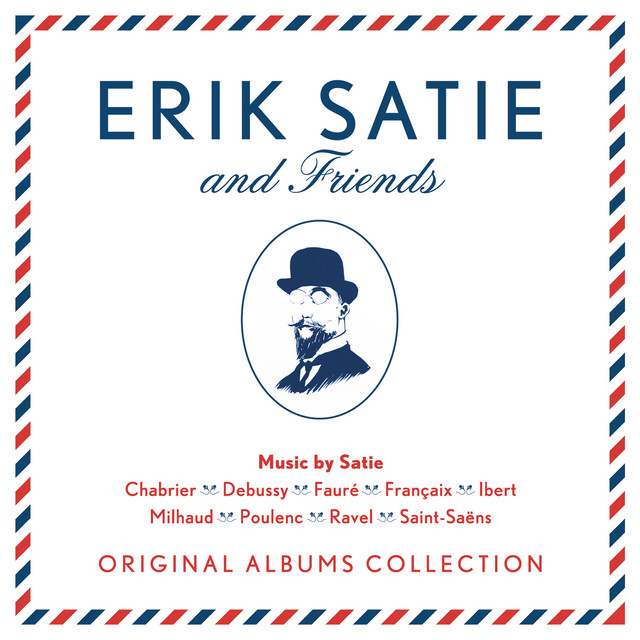 ERIK SATIE
and Friends
Music by Satie
Chabrier Debussy Fauré Françaix Ibert
Milhaud Poulenc Ravel Saint-Saëns
ORIGINAL ALBUMS COLLECTION